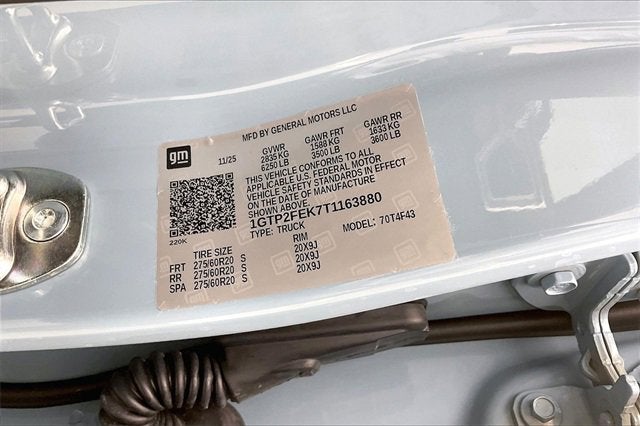 MFD BY GENERAL MOTORS LLC
gm
11/25
GVWR GAWR FRT GAWR RR
2835 KG 1588 KG 1633 KG
6250 LB 3500 LB 3600 LB
THIS VEHICLE CONFORMS TO ALL
APPLICABLE U.S. FEDERAL MOTOR
VEHICLE SAFETY STANDARDS IN EFFECT
ON THE DATE OF MANUFACTURE
SHOWN ABOVE.
1GTP2FEK7T1163880
220K
TYPE: TRUCK MODEL: 70T4F43
TIRE SIZE RIM
FRT 275/60R20 S 20X9J
RR 275/60R20 S 20X9J
SPA 275/60R20 S 20X9J